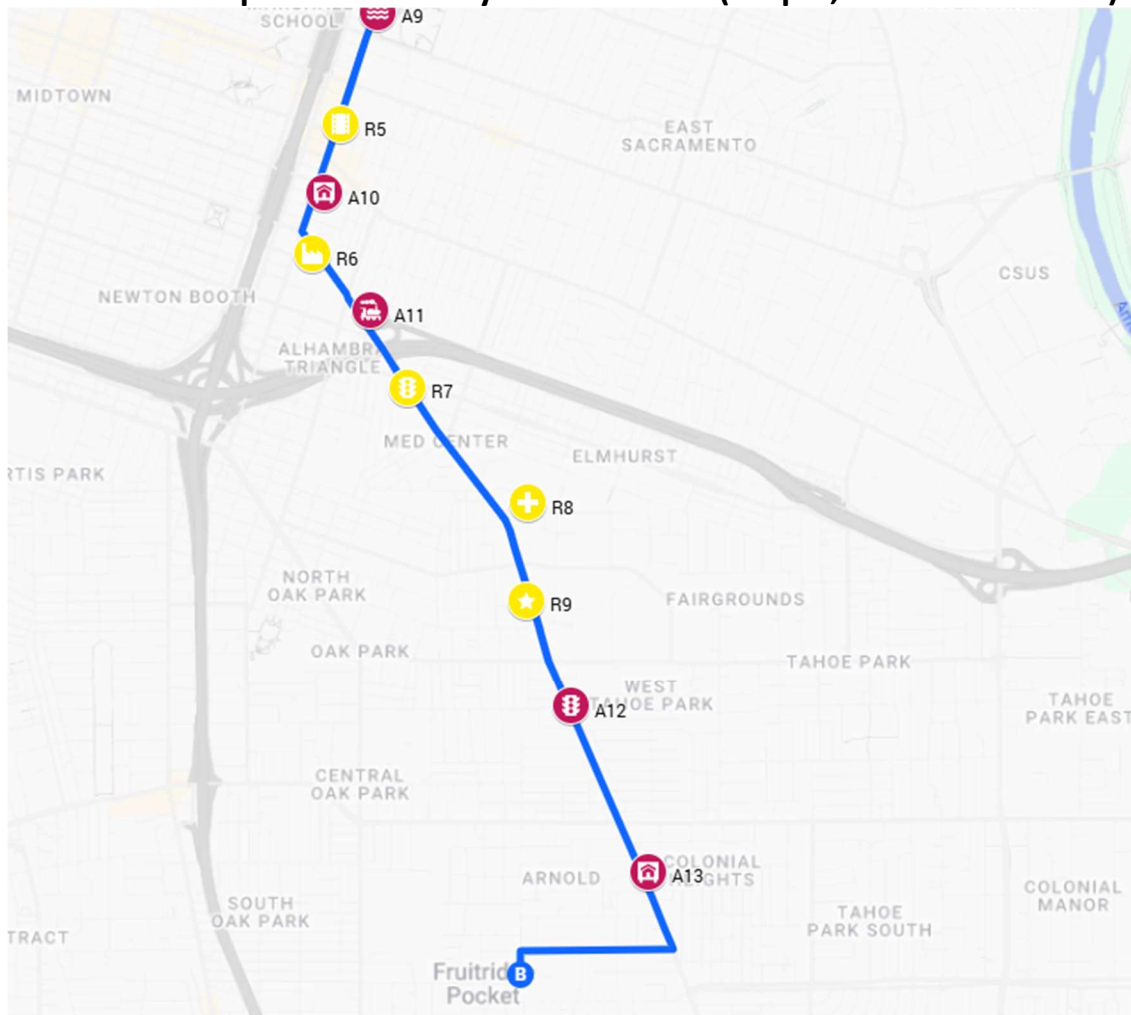 SCHOOL
A9
MIDTOWN
R5
EAST
SACRAMENTO
A10
R6
CSUS
NEWTON BOOTH
A11
ALHAMBRA
TRIANGLE
R7
MED CENTER
ELMHURST
RTIS PARK
R8
NORTH
OAK PARK
R9
FAIRGROUNDS
OAK PARK
TAHOE PARK
WEST
TAHOE PARK
A12
TAHOE
PARK EAST
CENTRAL
OAK PARK
COLONIAL
HEIGHTS
A13
ARNOLD
COLONIAL
MANOR
SOUTH
OAK PARK
TAHOE
PARK SOUTH
TRACT
Fruitrid
B
Pocket